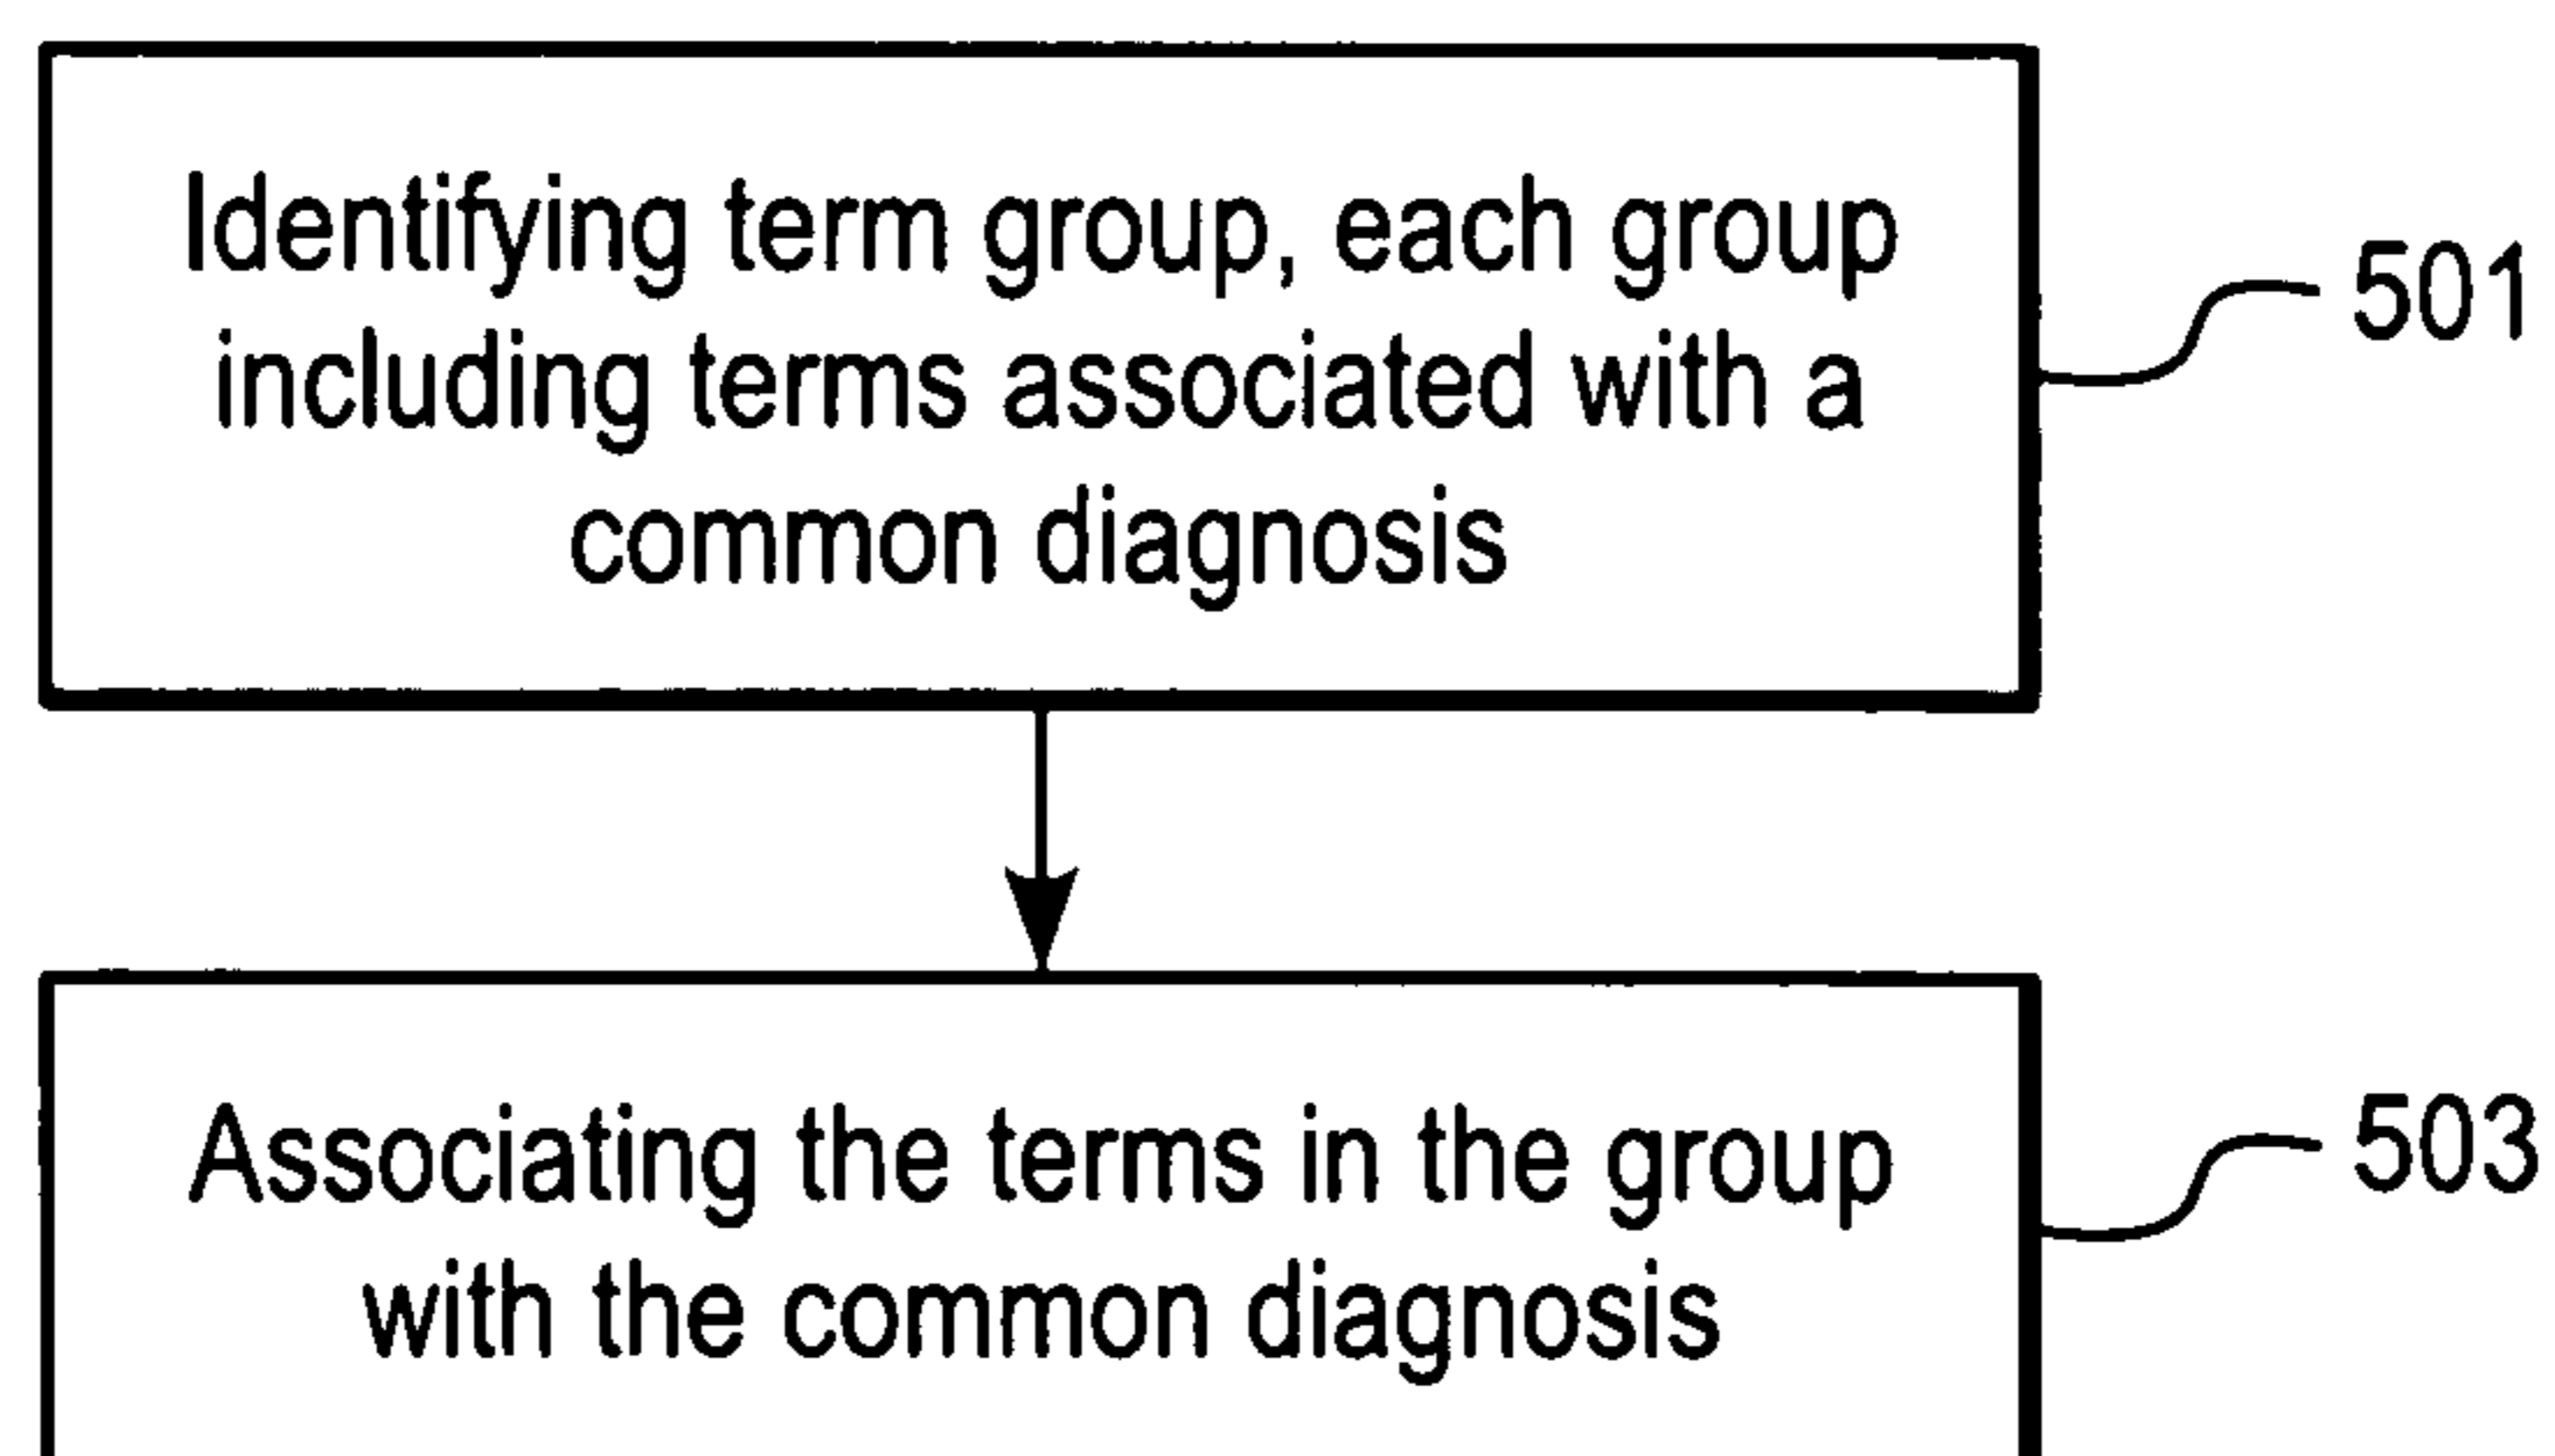 Identifying term group, each group
including terms associated with a
common diagnosis
501
Associating the terms in the group
with the common diagnosis
503